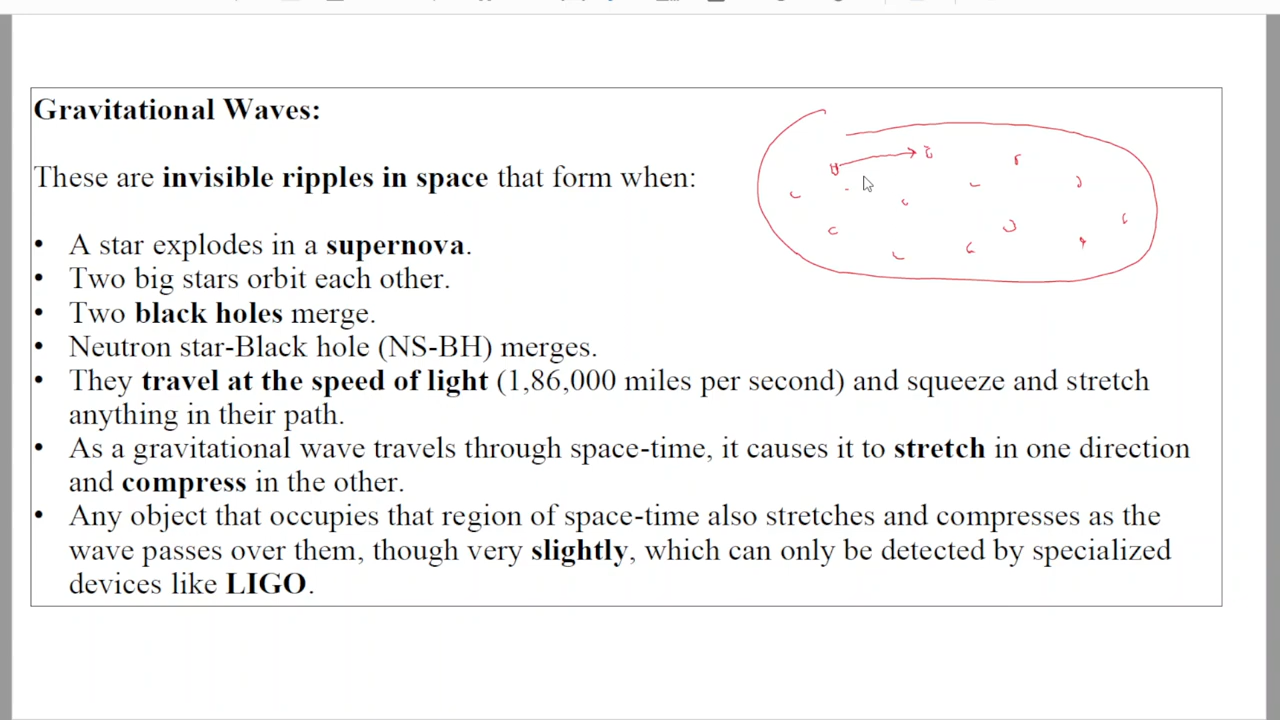 Gravitational Waves:
These are invisible ripples in space that form when:
• A star explodes in a supernova.
• Two big stars orbit each other.
• Two black holes merge.
• Neutron star-Black hole (NS-BH) merges.
• They travel at the speed of light (1,86,000 miles per second) and squeeze and stretch
anything in their path.
• As a gravitational wave travels through space-time, it causes it to stretch in one direction
and compress in the other.
• Any object that occupies that region of space-time also stretches and compresses as the
wave passes over them, though very slightly, which can only be detected by specialized
devices like LIGO.